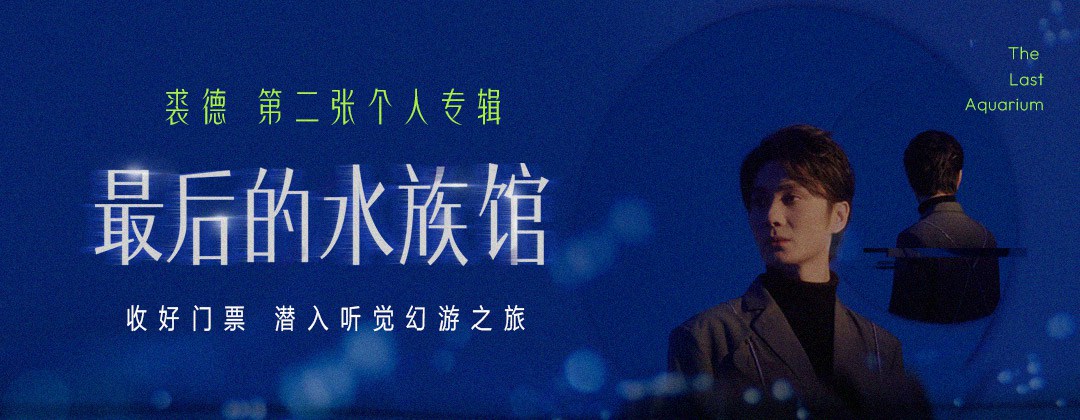 裘德 第二张个人专辑
最后的水族馆
收好门票 潜入听觉幻游之旅
The
Last
Aquarium